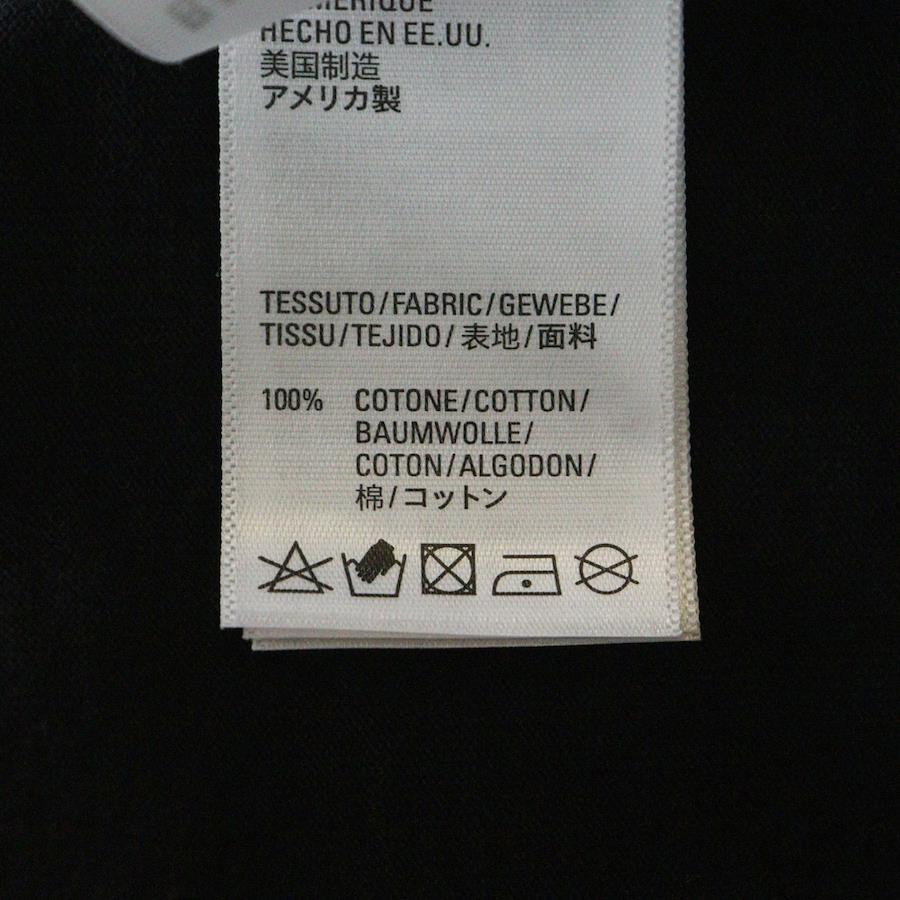 HECHO EN EE.UU.
美国制造
アメリカ製
TESSUTO/FABRIC/GEWEBE/
TISSU/TEJIDO/表地/面料
100% COTONE/COTTON/
BAUMWOLLE/
COTON/ALGODON/
棉/コットン